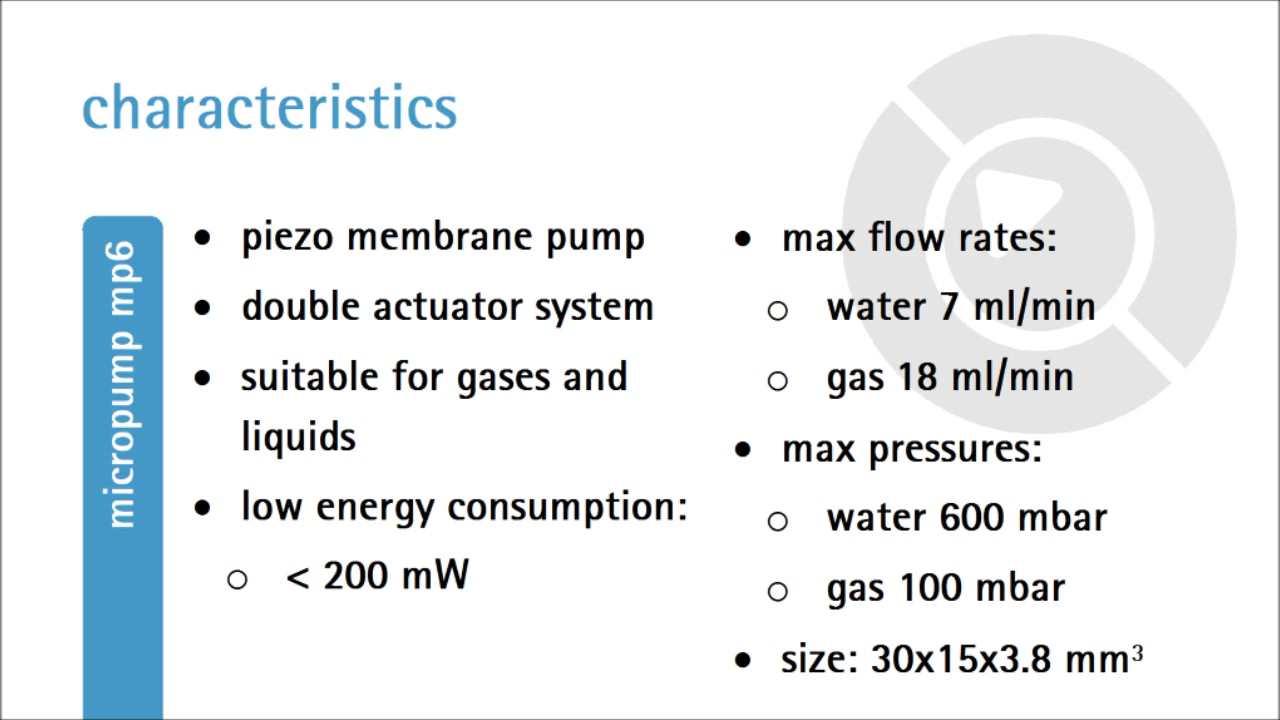 characteristics
micropump mp6
• piezo membrane pump
• double actuator system
• suitable for gases and
liquids
• low energy consumption:
○ < 200 mW
• max flow rates:
○ water 7 ml/min
○ gas 18 ml/min
• max pressures:
○ water 600 mbar
○ gas 100 mbar
• size: 30x15x3.8 mm³